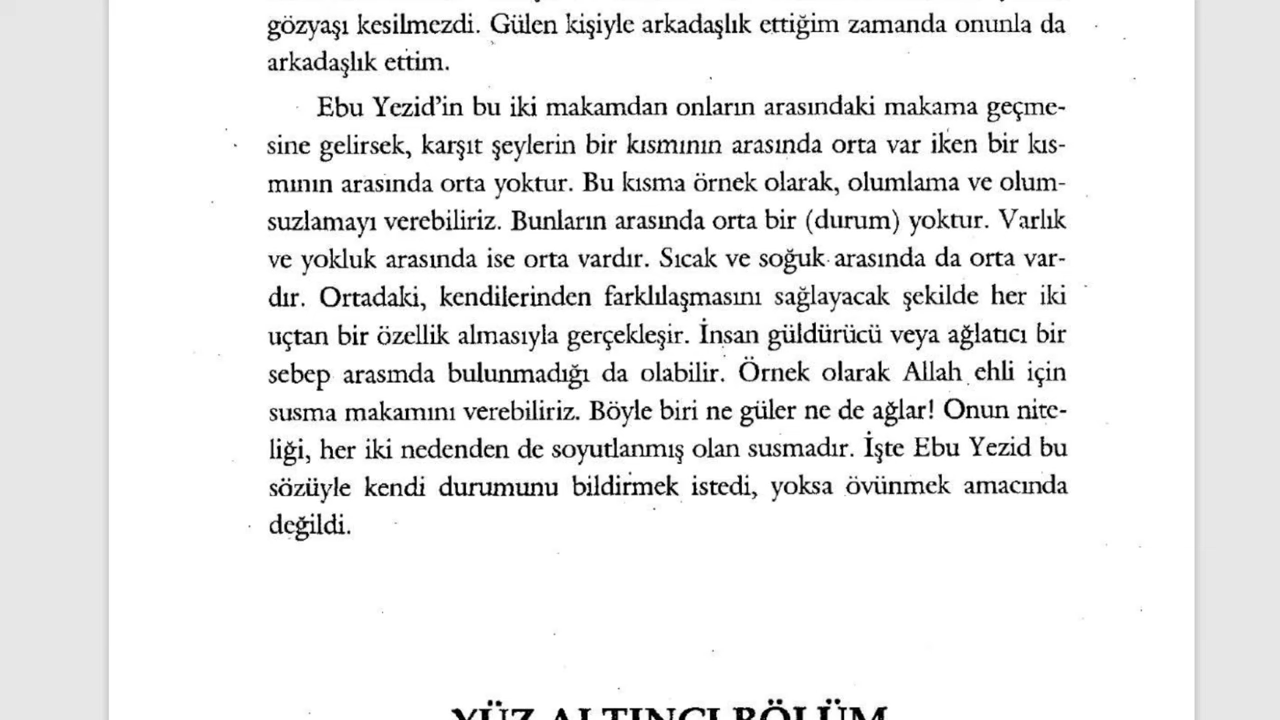 gözyaşı kesilmezdi. Gülen kişiyle arkadaşlık ettiğim zamanda onunla da
arkadaşlık ettim.
Ebu Yezid'in bu iki makamdan onların arasındaki makama geçme-
sine gelirsek, karşıt şeylerin bir kısmının arasında orta var iken bir kıs-
mının arasında orta yoktur. Bu kısma örnek olarak, olumlama ve olum-
suzlamayı verebiliriz. Bunların arasında orta bir (durum) yoktur. Varlık
ve yokluk arasında ise orta vardır. Sıcak ve soğuk arasında da orta var-
dır. Ortadaki, kendilerinden farklılaşmasını sağlayacak şekilde her iki
uçtan bir özellik almasıyla gerçekleşir. İnsan güldürücü veya ağlatıcı bir
sebep arasında bulunmadığı da olabilir. Örnek olarak Allah ehli için
susma makamını verebiliriz. Böyle biri ne güler ne de ağlar! Onun nite-
liği, her iki nedenden de soyutlanmış olan susmadır. İşte Ebu Yezid bu
sözüyle kendi durumunu bildirmek istedi, yoksa övünmek amacında
değildi.
YÜZ ALTINCI BÖLÜM